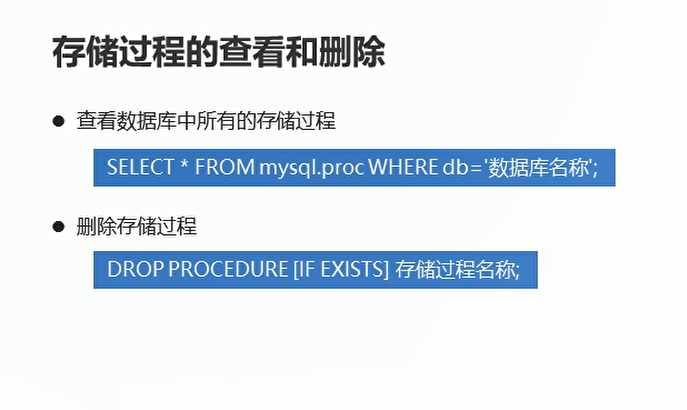 存储过程的查看和删除
● 查看数据库中所有的存储过程
SELECT * FROM mysql.proc WHERE db='数据库名称';
● 删除存储过程
DROP PROCEDURE [IF EXISTS] 存储过程名称;